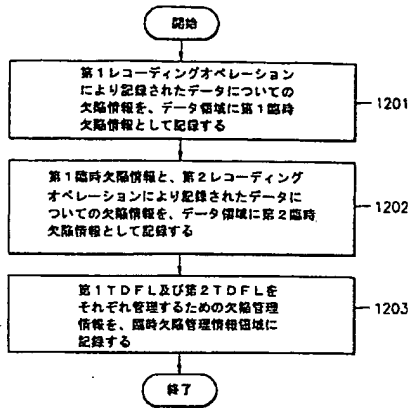 開始
第1レコーディングオペレーション
により記録されたデータについての
欠陥情報を、データ領域に第1臨時
欠陥情報として記録する
1201
第1臨時欠陥情報と、第2レコーディング
オペレーションにより記録されたデータに
ついての欠陥情報を、データ領域に第2臨時
欠陥情報として記録する
1202
第1TDFL及び第2TDFLを
それぞれ管理するための欠陥管理
情報を、臨時欠陥管理情報領域に
記録する
1203
終了